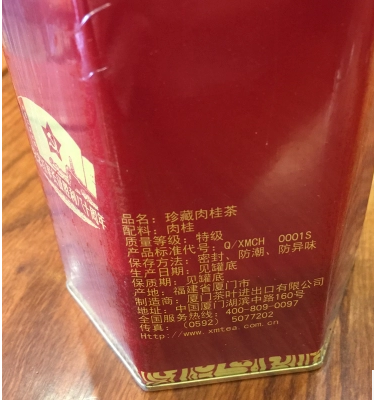 品名：珍藏肉桂茶
配料：肉桂
质量等级：特级
产品标准代号：Q/XMCH 0001S
保存方法：密封、防潮、防异味
生产日期：见罐底
保质期：见罐底
产地：福建省厦门市
制造商：厦门茶叶进出口有限公司
地址：中国厦门湖滨中路160号
全国服务热线：400-809-0097
传真：(0592) 5077202
Http://www.xmtea.com.cn